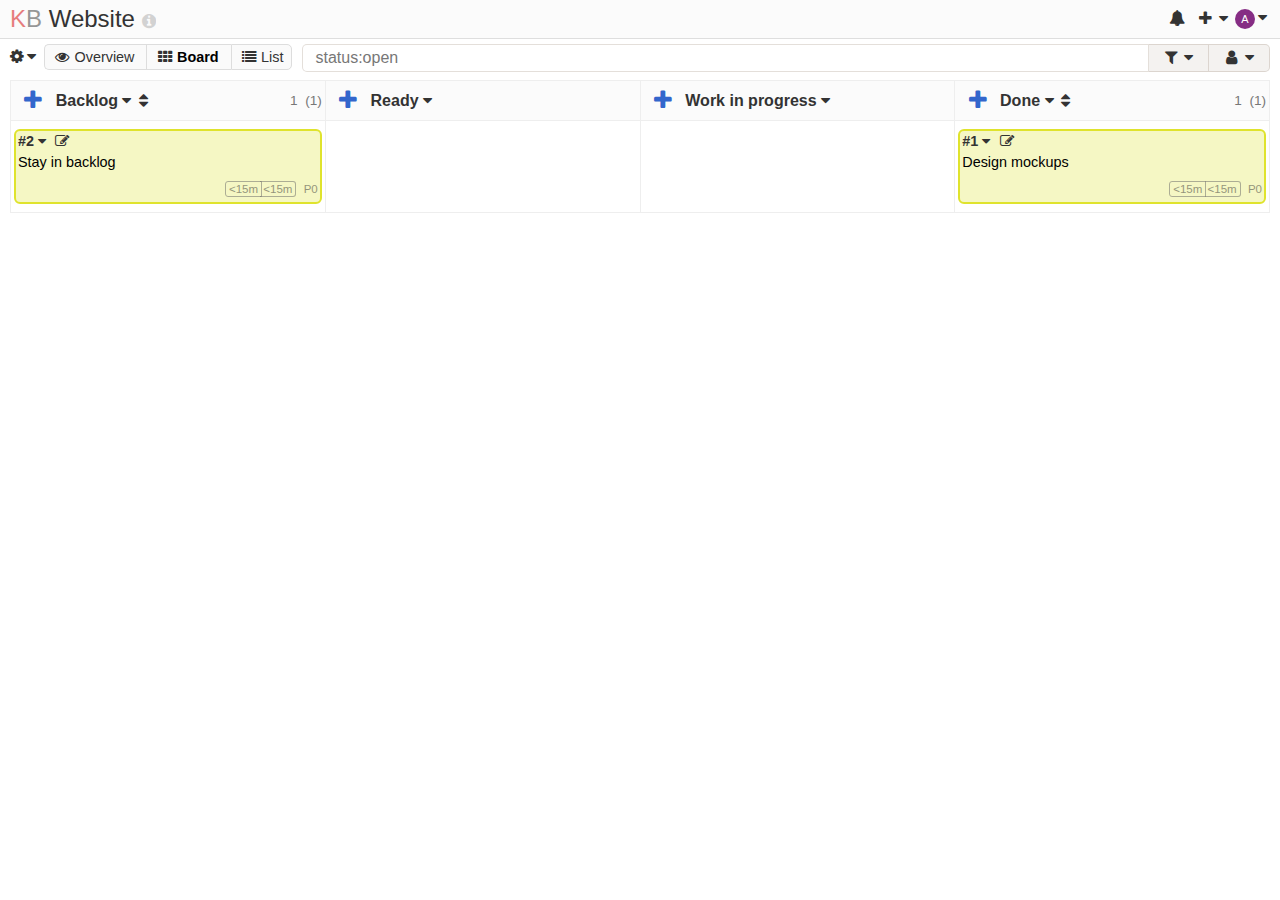 KB Website
A
Overview Board List status:open
Backlog 1 (1) Ready Work in progress Done 1 (1)
#2
Stay in backlog
<15m <15m P0
#1
Design mockups
<15m <15m P0